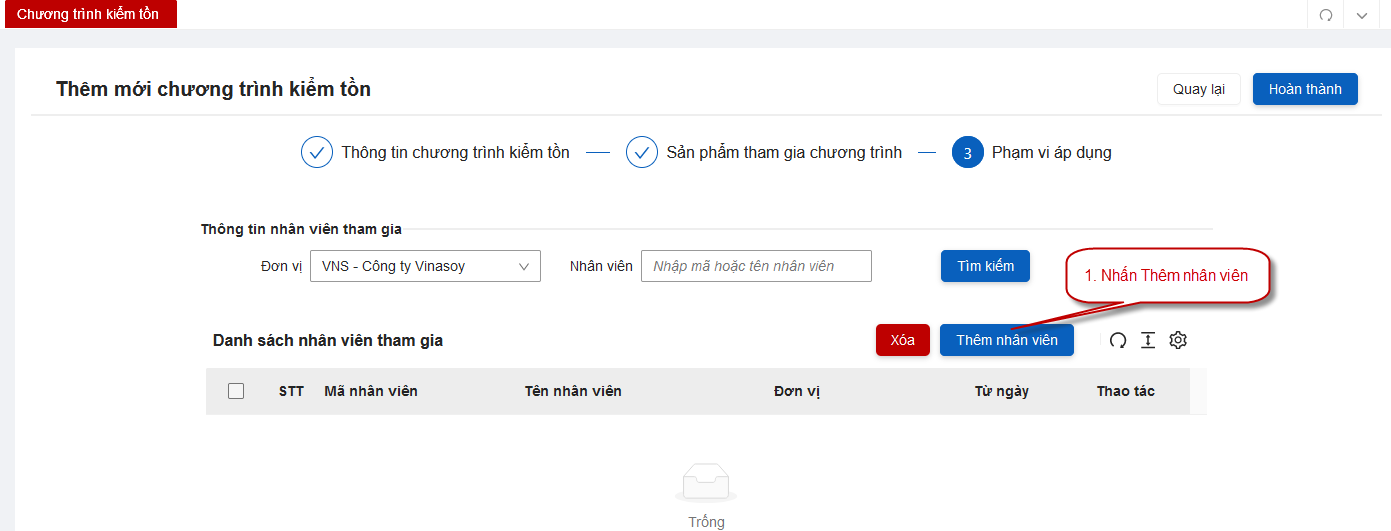 Chương trình kiểm tồn
Thêm mới chương trình kiểm tồn
Quay lại
Hoàn thành
Thông tin chương trình kiểm tồn
Sản phẩm tham gia chương trình
3 Phạm vi áp dụng
Thông tin nhân viên tham gia
Đơn vị VNS - Công ty Vinasoy Nhân viên Nhập mã hoặc tên nhân viên Tìm kiếm
1. Nhấn Thêm nhân viên
Danh sách nhân viên tham gia Xóa Thêm nhân viên
STT Mã nhân viên Tên nhân viên Đơn vị Từ ngày Thao tác
Trống